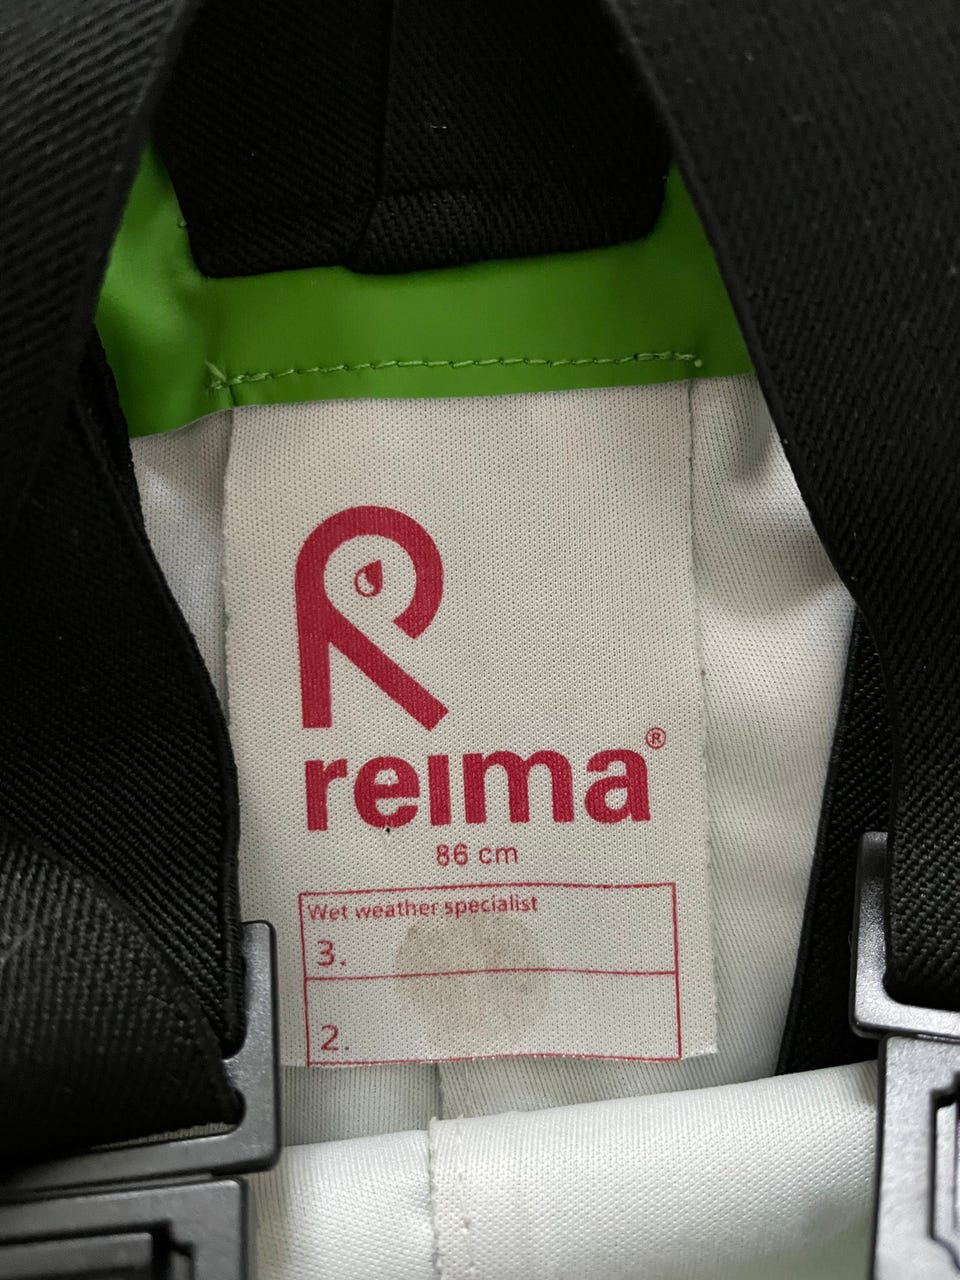 reima®
86 cm
Wet weather specialist
3.
2.